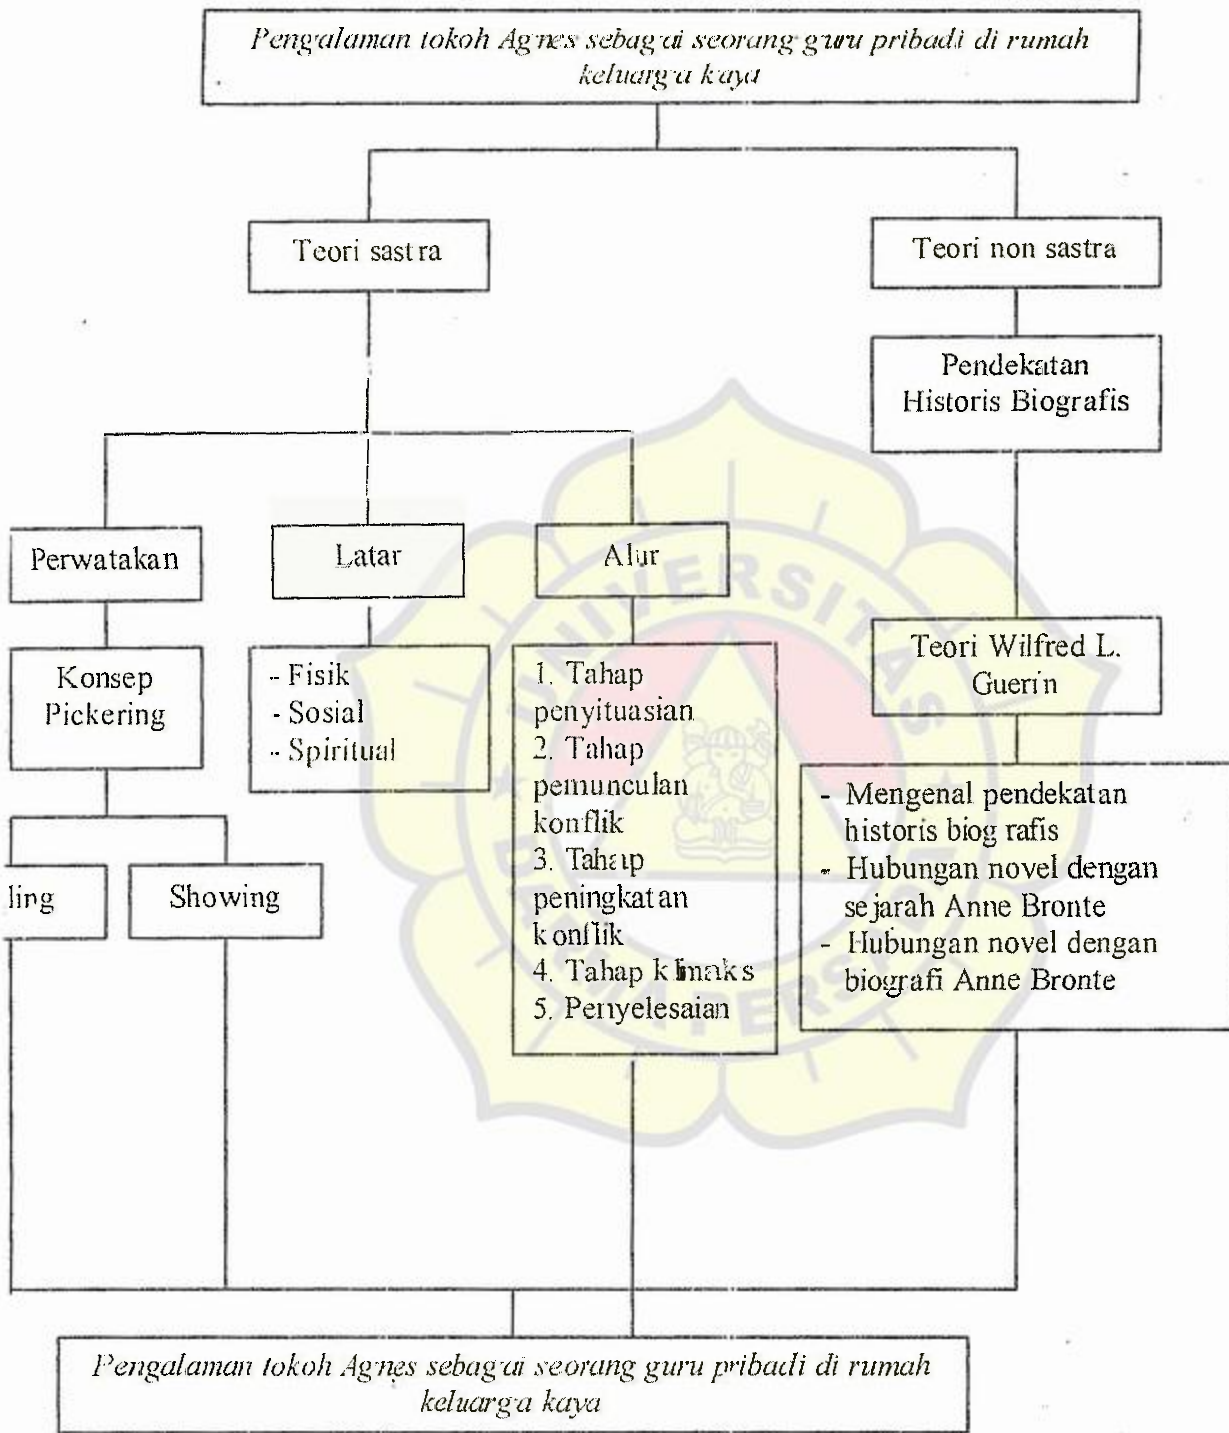 Pengalaman tokoh Agnes sebagai seorang guru pribadi di rumah
keluarga kaya
Teori sastra
Teori non sastra
Pendekatan
Historis Biografis
Perwatakan
Latar
Alur
Konsep
Pickering
- Fisik
- Sosial
- Spiritual
1. Tahap
penyituasian
2. Tahap
pemunculan
konflik
3. Tahap
peningkatan
konflik
4. Tahap klimaks
5. Penyelesaian
Teori Wilfred L.
Guerin
- Mengenal pendekatan
historis biografis
- Hubungan novel dengan
sejarah Anne Bronte
- Hubungan novel dengan
biografi Anne Bronte
ling
Showing
UNIVERSITAS
DARMA PERSADA
Pengalaman tokoh Agnes sebagai seorang guru pribadi di rumah
keluarga kaya